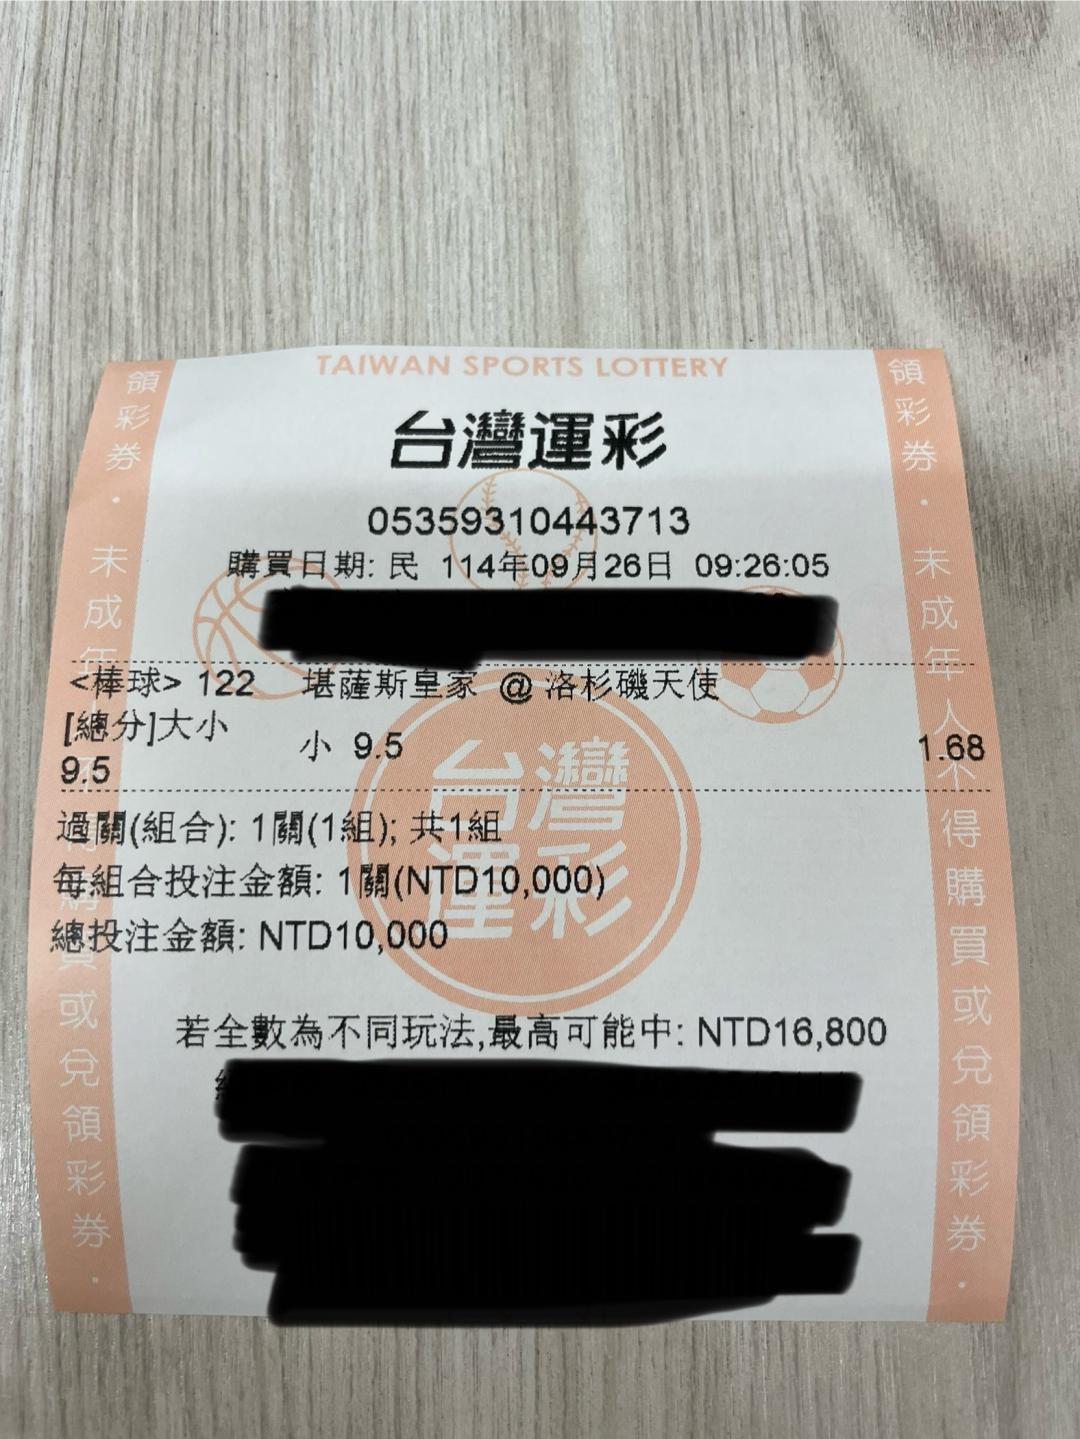 TAIWAN SPORTS LOTTERY
台灣運彩
05359310443713
購買日期: 民 114年09月26日 09:26:05
<棒球> 122 堪薩斯皇家 @ 洛杉磯天使
[總分]大小
9.5
小 9.5
1.68
過關(組合): 1關(1組); 共1組
每組合投注金額: 1關(NTD10,000)
總投注金額: NTD10,000
若全數為不同玩法,最高可能中: NTD16,800
台灣
運彩
領彩券・未成年人不得購買或兌領彩券・
領彩券・未成年人不得購買或兌領彩券・